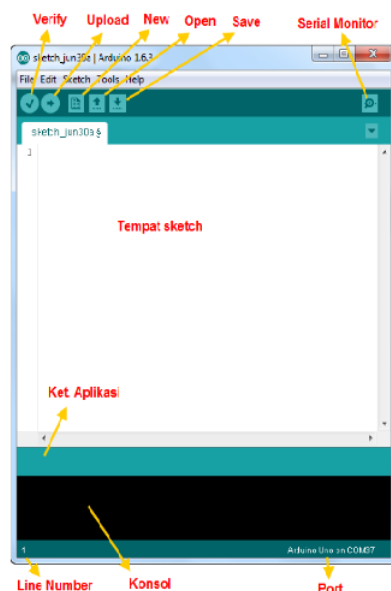 Verify Upload New Open Save Serial Monitor
sketch_jun30a | Arduino 1.6.3
File Edit Sketch Tools Help
sketch_jun30a §
1
Tempat sketch
Ket. Aplikasi
1 Arduino Uno on COM37
Line Number Konsol Port